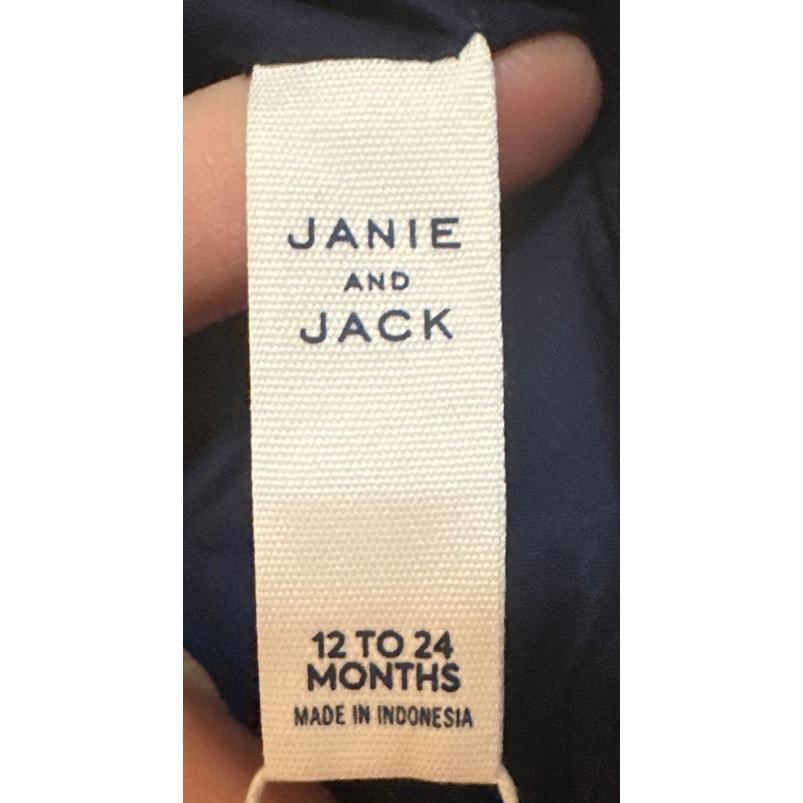 JANIE
AND
JACK
12 TO 24
MONTHS
MADE IN INDONESIA